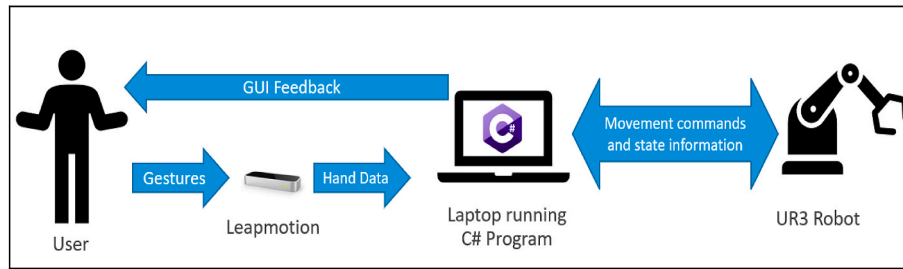 GUI Feedback
C#
Movement commands
and state information
Gestures
Hand Data
User
Leapmotion
Laptop running
C# Program
UR3 Robot